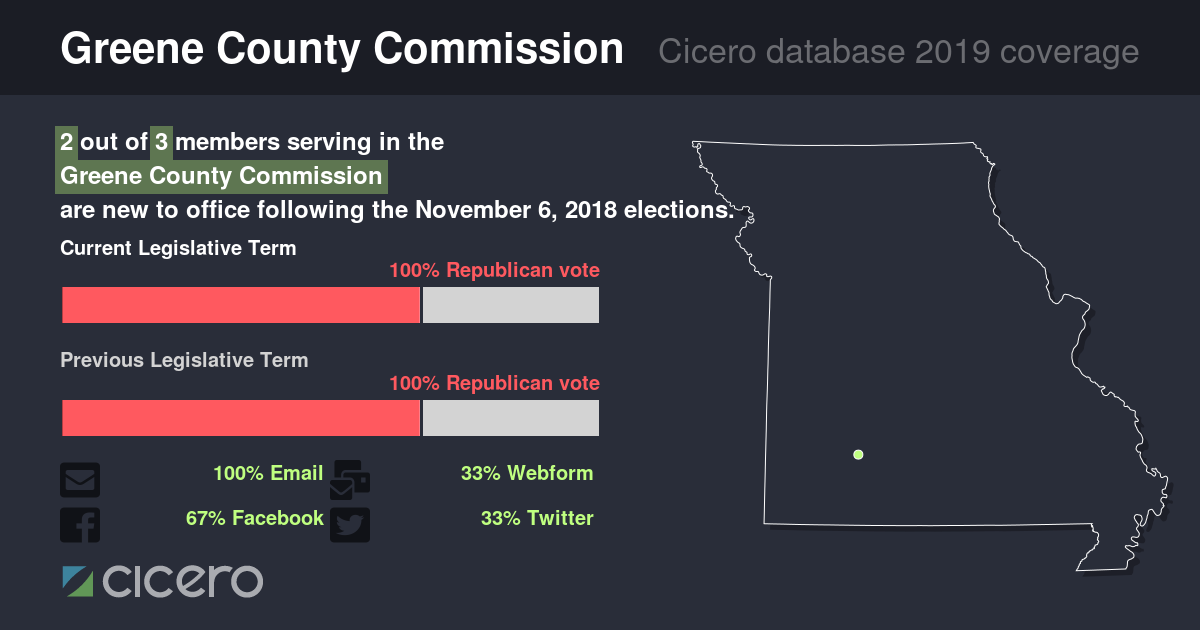 Greene County Commission Cicero database 2019 coverage
2 out of 3 members serving in the
Greene County Commission
are new to office following the November 6, 2018 elections.
Current Legislative Term
100% Republican vote
Previous Legislative Term
100% Republican vote
100% Email 33% Webform
67% Facebook 33% Twitter
cicero